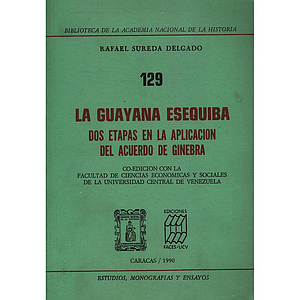 BIBLIOTECA DE LA ACADEMIA NACIONAL DE LA HISTORIA
RAFAEL SUREDA DELGADO
129
LA GUAYANA ESEQUIBA
DOS ETAPAS EN LA APLICACION
DEL ACUERDO DE GINEBRA
CO-EDICION CON LA
FACULTAD DE CIENCIAS ECONOMICAS Y SOCIALES
DE LA UNIVERSIDAD CENTRAL DE VENEZUELA
EDICIONES
FACES/UCV
CARACAS / 1990
ESTUDIOS, MONOGRAFIAS Y ENSAYOS